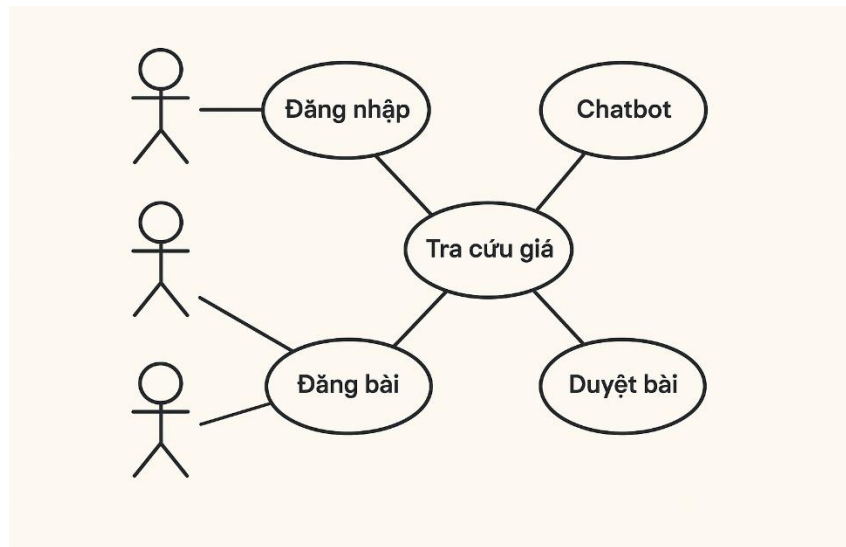 Đăng nhập
Chatbot
Tra cứu giá
Đăng bài
Duyệt bài